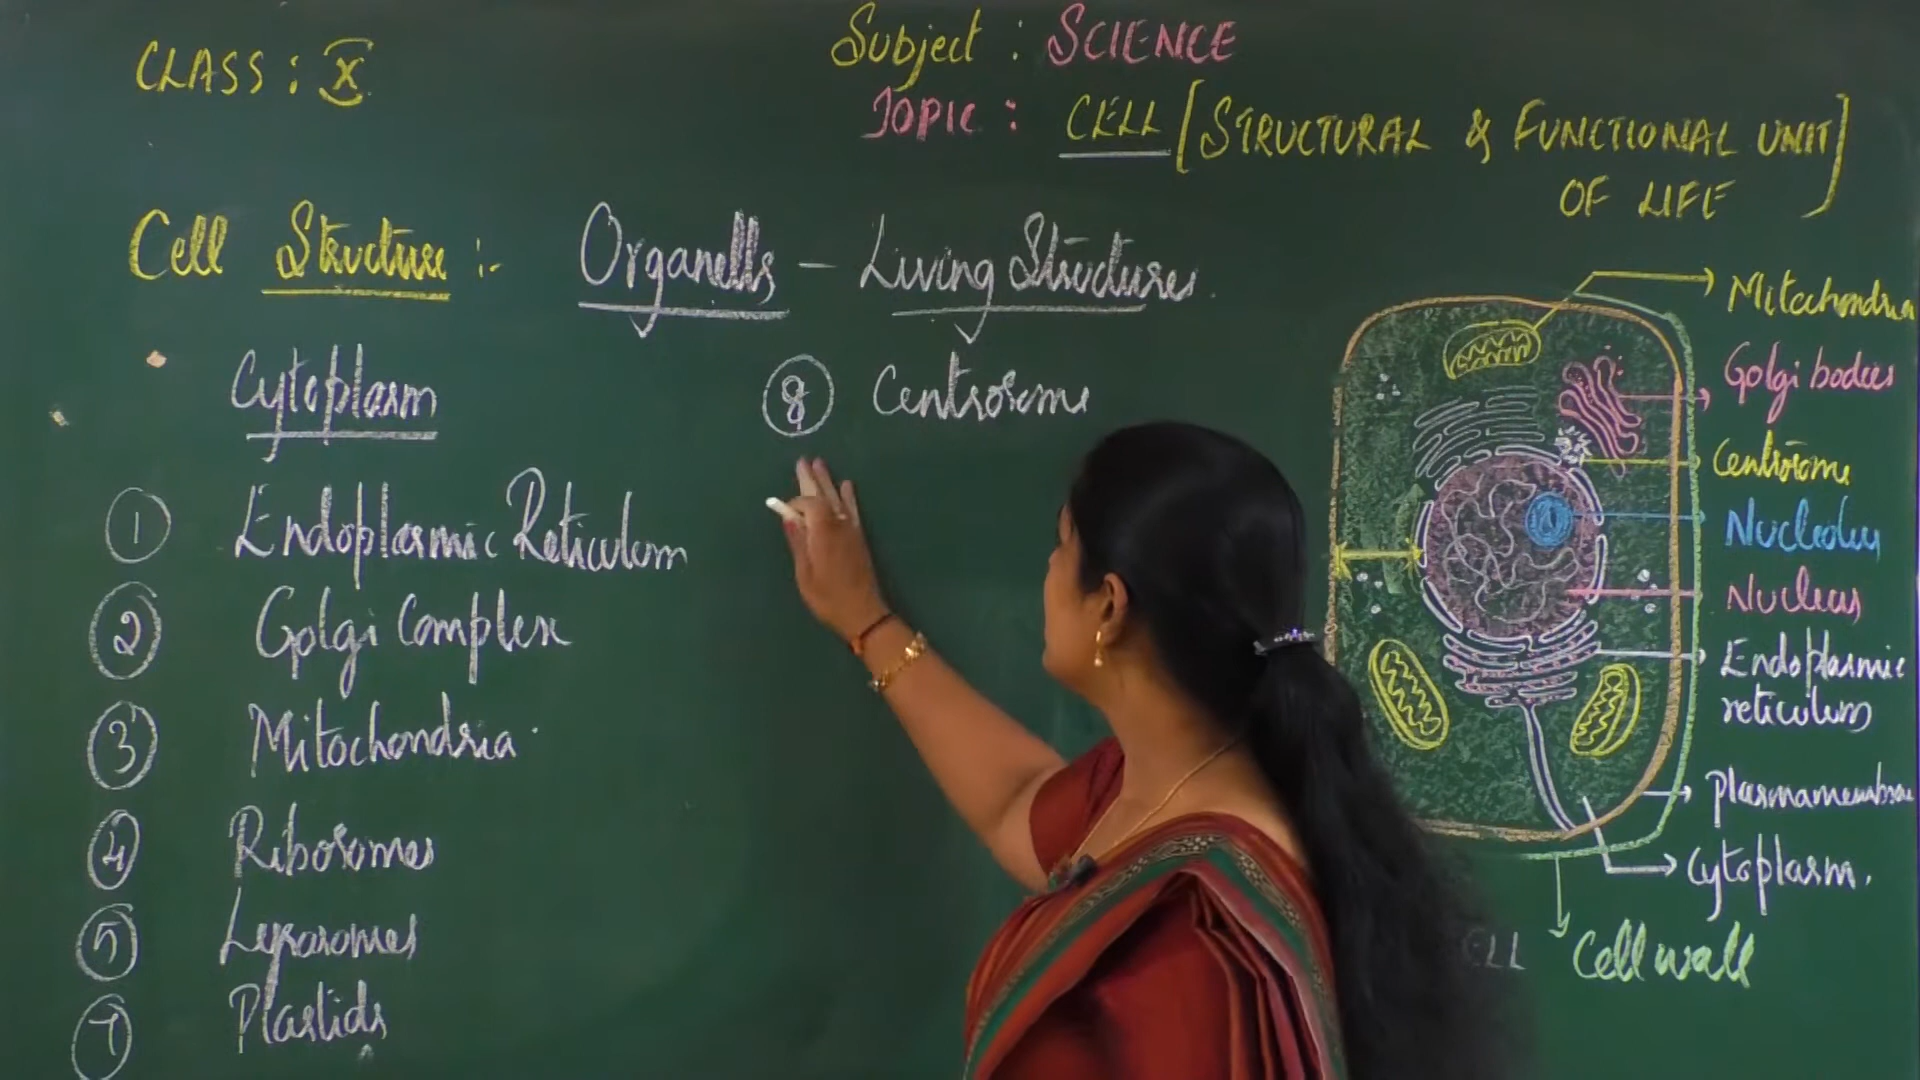 CLASS : X
Subject : SCIENCE
TOPIC : CELL [STRUCTURAL & FUNCTIONAL UNIT
OF LIFE]
Cell Structure :- Organells – Living Structures.
Cytoplasm
1 Endoplasmic Reticulum
2 Golgi Complex
3 Mitochondria
4 Ribosomes
5 Lysosomes
7 Plastids
8 Centrosome
Mitochondria
Golgi bodies
Centrosome
Nucleolus
Nucleus
Endoplasmic
reticulum
Plasmamembrane
Cytoplasm.
Cell wall